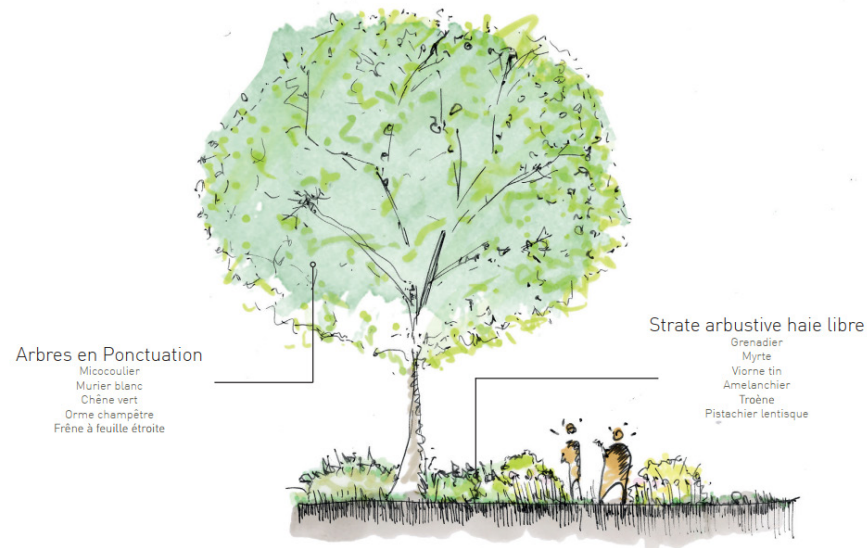 Arbres en Ponctuation
Micocoulier
Murier blanc
Chêne vert
Orme champêtre
Frêne à feuille étroite
Strate arbustive haie libre
Grenadier
Myrte
Viorne tin
Amelanchier
Troène
Pistachier lentisque